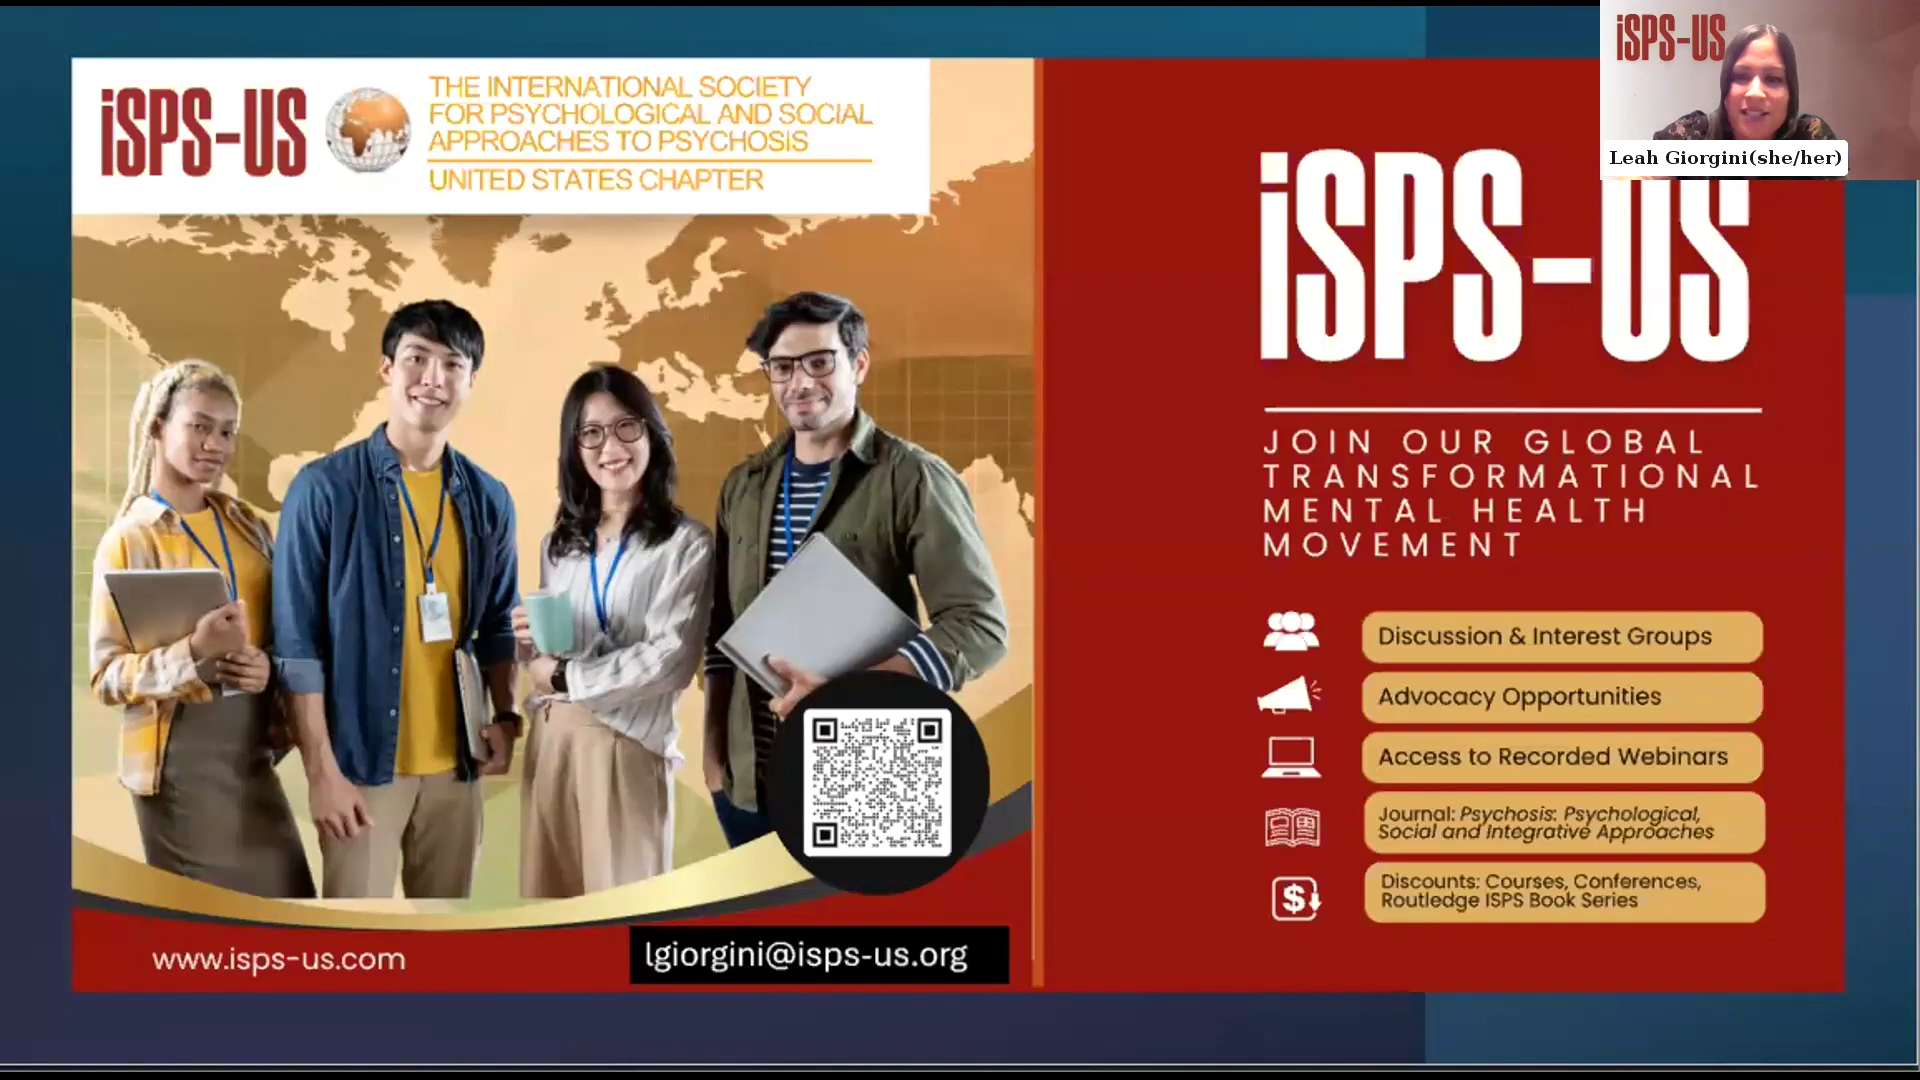 iSPS-US
THE INTERNATIONAL SOCIETY
FOR PSYCHOLOGICAL AND SOCIAL
APPROACHES TO PSYCHOSIS
UNITED STATES CHAPTER
iSPS-US
Leah Giorgini(she/her)
iSPS-US
JOIN OUR GLOBAL
TRANSFORMATIONAL
MENTAL HEALTH
MOVEMENT
Discussion & Interest Groups
Advocacy Opportunities
Access to Recorded Webinars
Journal: Psychosis: Psychological,
Social and Integrative Approaches
$
Discounts: Courses, Conferences,
Routledge ISPS Book Series
www.isps-us.com
lgiorgini@isps-us.org